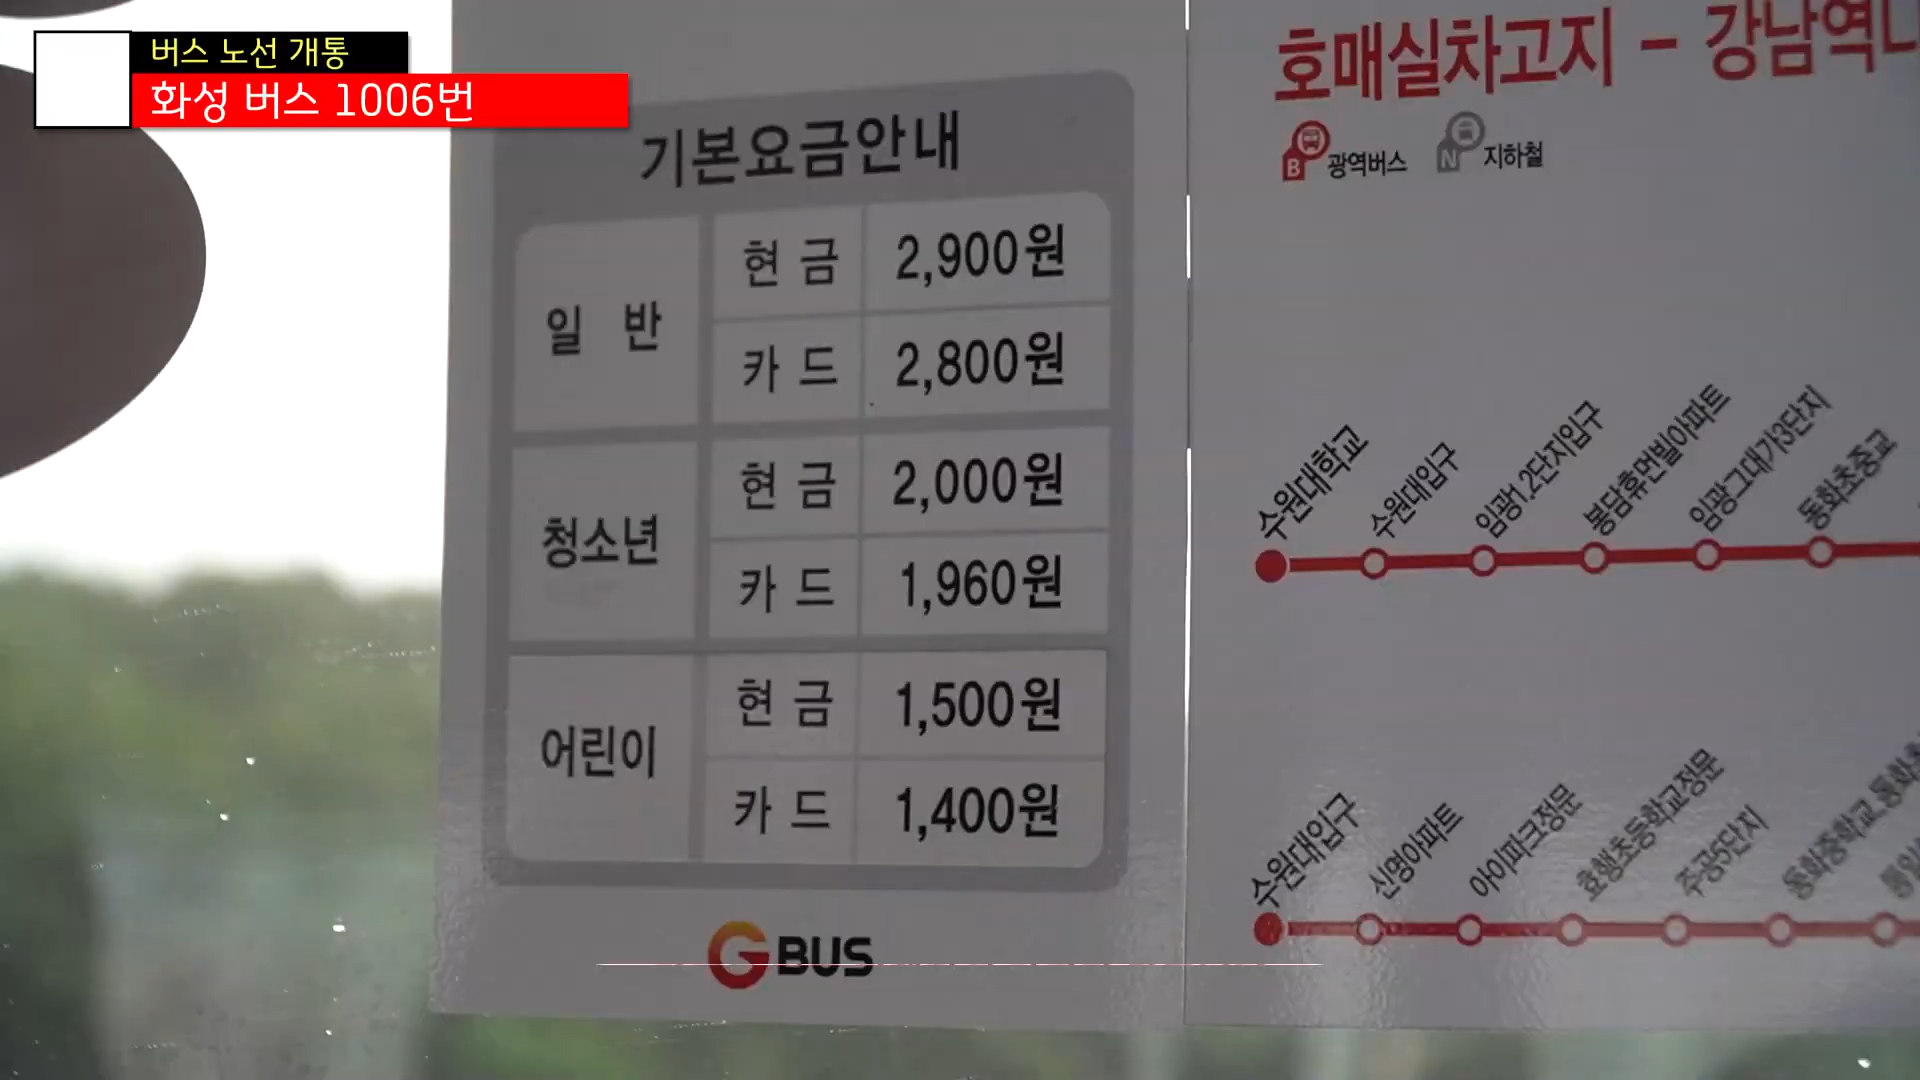 버스 노선 개통
화성 버스 1006번
기본요금안내
일 반
현 금 2,900원
카 드 2,800원
청소년
현 금 2,000원
카 드 1,960원
어린이
현 금 1,500원
카 드 1,400원
G BUS
호매실차고지 - 강남역
B 광역버스 N 지하철
수원대학교
수원대입구
임광1,2단지입구
봉담휴먼빌아파트
임광그대가3단지
동화초중교
수원대입구
신명아파트
아이파크정문
효행초등학교정문
주공5단지
동화중학교